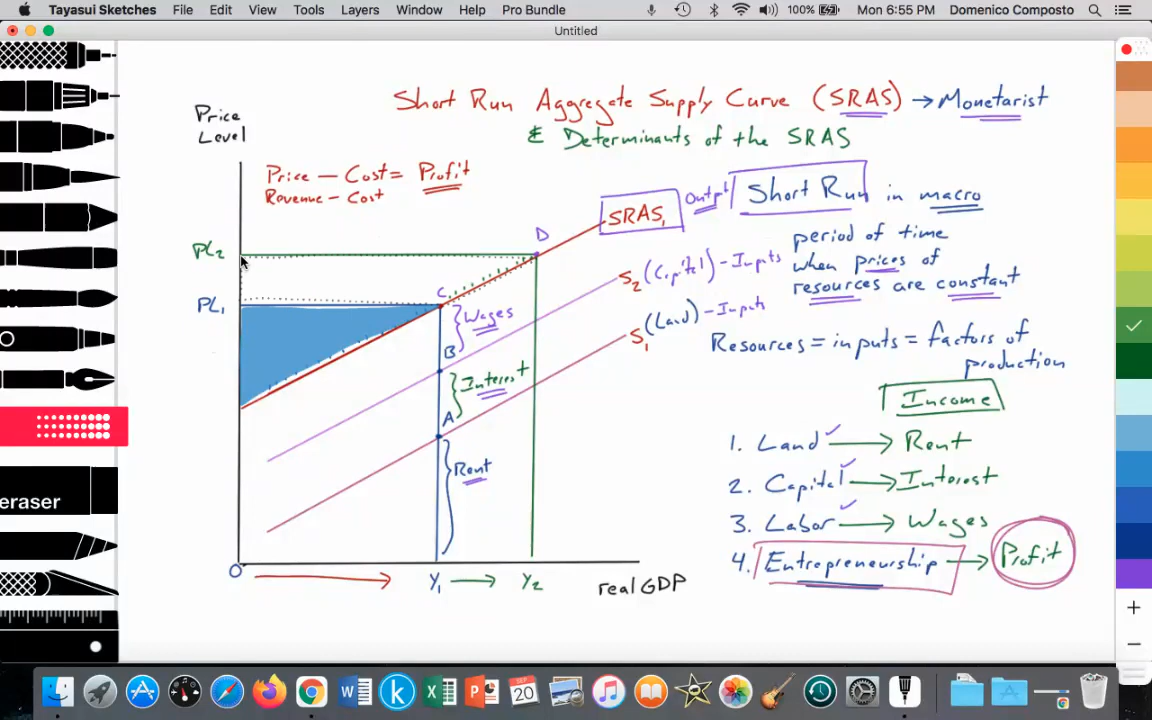 Tayasui Sketches File Edit View Tools Layers Window Help Pro Bundle 100% Mon 6:55 PM Domenico Composto
Untitled
Short Run Aggregate Supply Curve (SRAS) → Monetarist
& Determinants of the SRAS
Price
Level
Price - Cost = Profit
Revenue - Cost
SRAS1
Output
Short Run in macro
period of time
when prices of
resources are constant
PL2
D
S2 (Capital) - Inputs
PL1
C
Wages
S1 (Land) - Inputs
B
Resources = inputs = factors of
production
Interest
Income
A
1. Land → Rent
Rent
2. Capital → Interest
3. Labor → Wages
4. Entrepreneurship → Profit
O
Y1 → Y2
real GDP
eraser
SEP
20